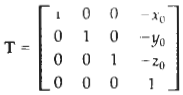 T = [ 1 0 0 -x₀
0 1 0 -y₀
0 0 1 -z₀
0 0 0 1 ]